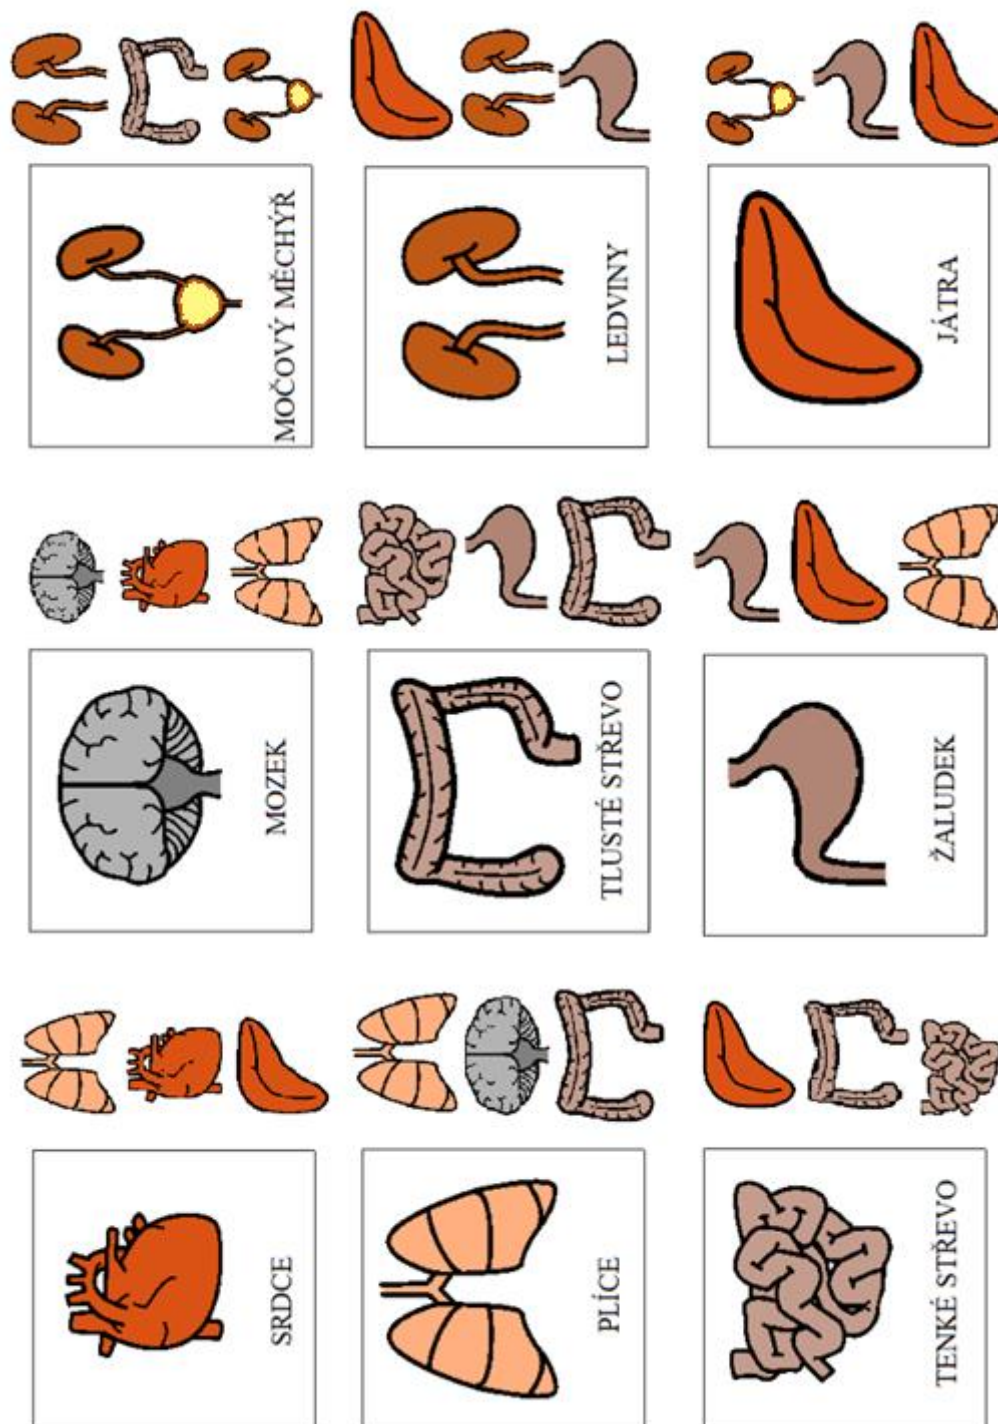 SRDCE
MOZEK
MOČOVÝ MĚCHÝŘ
PLÍCE
TLUSTÉ STŘEVO
LEDVINY
TENKÉ STŘEVO
ŽALUDEK
JÁTRA